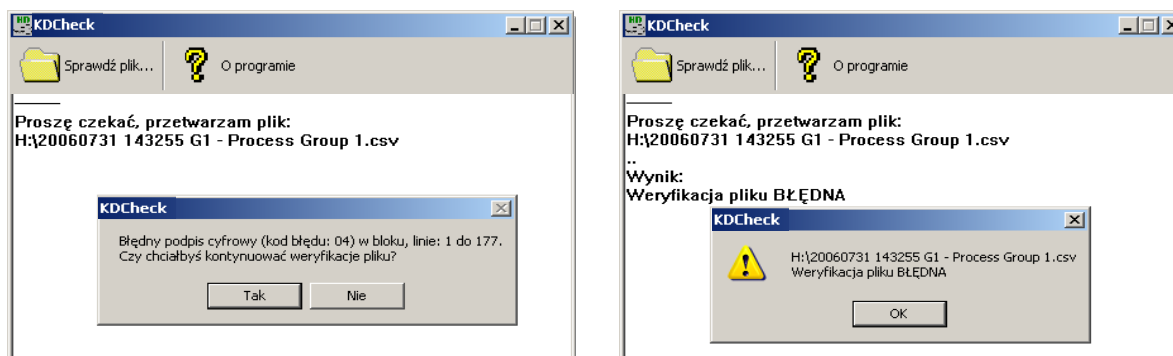 KDCheck
Sprawdź plik...
O programie
Proszę czekać, przetwarzam plik:
H:\20060731 143255 G1 - Process Group 1.csv
KDCheck
Błędny podpis cyfrowy (kod błędu: 04) w bloku, linie: 1 do 177.
Czy chciałbyś kontynuować weryfikacje pliku?
Tak
Nie
KDCheck
Sprawdź plik...
O programie
Proszę czekać, przetwarzam plik:
H:\20060731 143255 G1 - Process Group 1.csv
..
Wynik:
Weryfikacja pliku BŁĘDNA
KDCheck
H:\20060731 143255 G1 - Process Group 1.csv
Weryfikacja pliku BŁĘDNA
OK